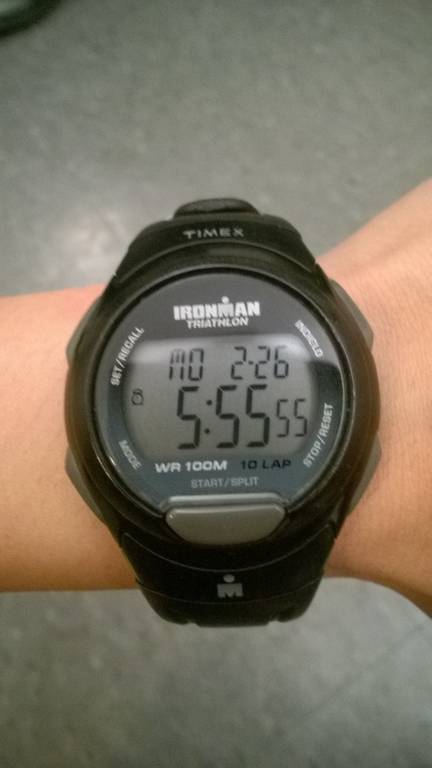 TIMEX
IRONMAN
TRIATHLON
SET/RECALL
INDIGLO
MO 2-26
5:55 55
MODE
STOP/RESET
WR 100M 10 LAP
START/SPLIT